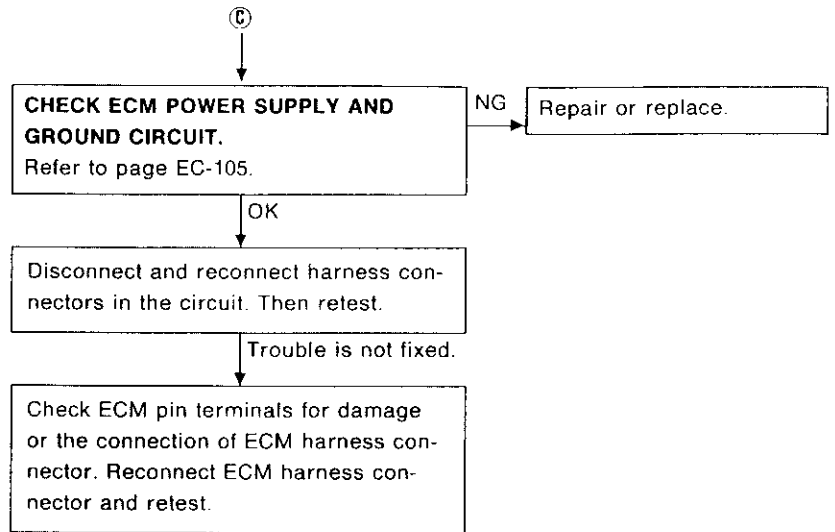 Ⓒ
CHECK ECM POWER SUPPLY AND
NG
Repair or replace.
GROUND CIRCUIT.
Refer to page EC-105.
OK
Disconnect and reconnect harness con-
nectors in the circuit. Then retest.
Trouble is not fixed.
Check ECM pin terminals for damage
or the connection of ECM harness con-
nector. Reconnect ECM harness con-
nector and retest.